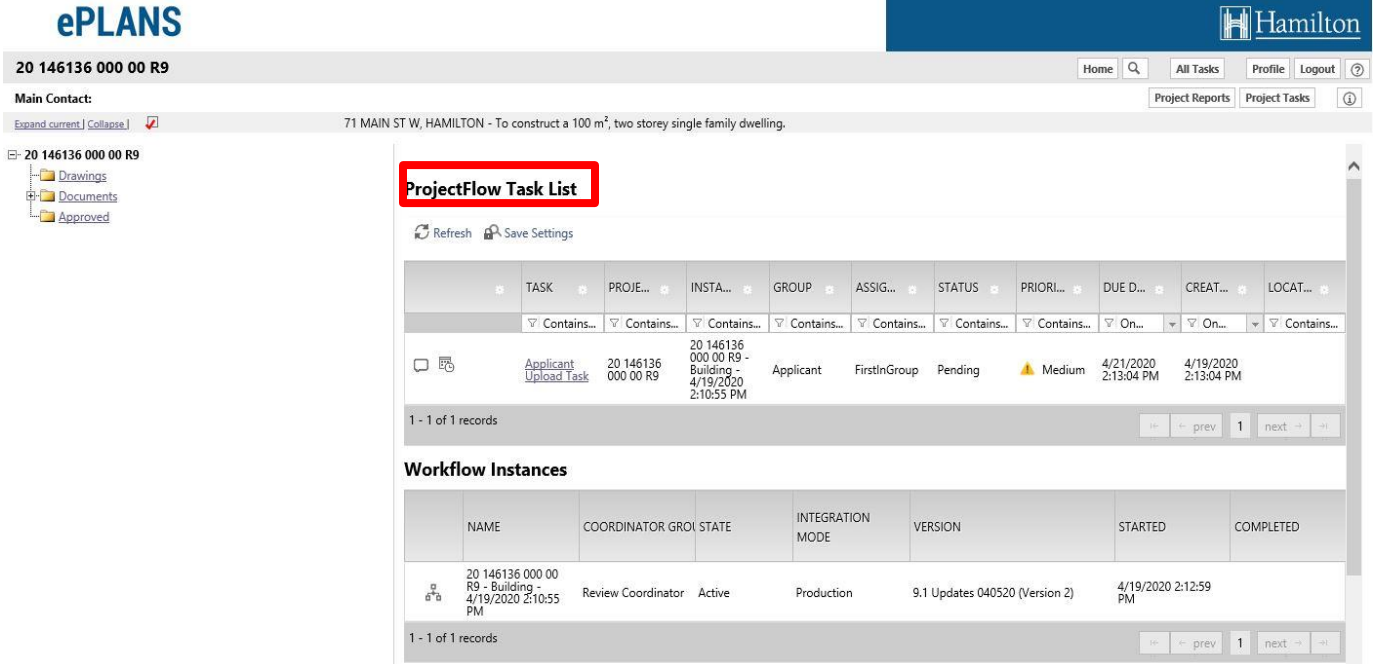 ePLANS
Hamilton
20 146136 000 00 R9
Home
All Tasks
Profile
Logout
Main Contact:
Project Reports
Project Tasks
Expand current | Collapse |
71 MAIN ST W, HAMILTON - To construct a 100 m², two storey single family dwelling.
20 146136 000 00 R9
Drawings
Documents
Approved
ProjectFlow Task List
Refresh
Save Settings
TASK PROJE... INSTA... GROUP ASSIG... STATUS PRIORI... DUE D... CREAT... LOCAT...
Contains... Contains... Contains... Contains... Contains... Contains... Contains... On... On... Contains...
Applicant
Upload Task
20 146136
000 00 R9
20 146136
000 00 R9 -
Building -
4/19/2020
2:10:55 PM
Applicant
FirstInGroup
Pending
Medium
4/21/2020
2:13:04 PM
4/19/2020
2:13:04 PM
1 - 1 of 1 records
← prev 1 next →
Workflow Instances
NAME
COORDINATOR GROU
STATE
INTEGRATION
MODE
VERSION
STARTED
COMPLETED
20 146136 000 00
R9 - Building -
4/19/2020 2:10:55
PM
Review Coordinator
Active
Production
9.1 Updates 040520 (Version 2)
4/19/2020 2:12:59
PM
1 - 1 of 1 records
← prev 1 next →